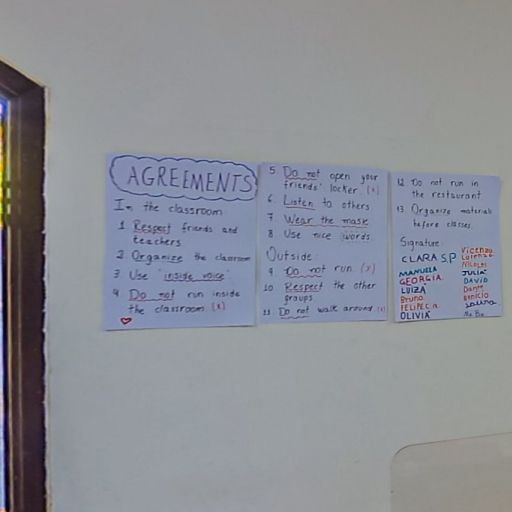 AGREEMENTS
In the classroom:
1. Respect friends and
teachers
2. Organize the classroom
3. Use "inside voice"
4. Do not run inside
the classroom (x)
5. Do not open your
friends' locker (x)
6. Listen to others
7. Wear the mask
8. Use nice words
Outside:
9. Do not run (x)
10. Respect the other
groups
11. Do not walk around (x)
12. Do not run in
the restaurant
13. Organize materials
before classes
Signature:
CLARA S.P
MANUELA
GEORGIA
LUIZA
Bruno
FELIPE C.A
OLIVIA
Vicenzo
Lorenzo
NICOLAS
JULIA
DAVID
Dante
Vinicio
Laura